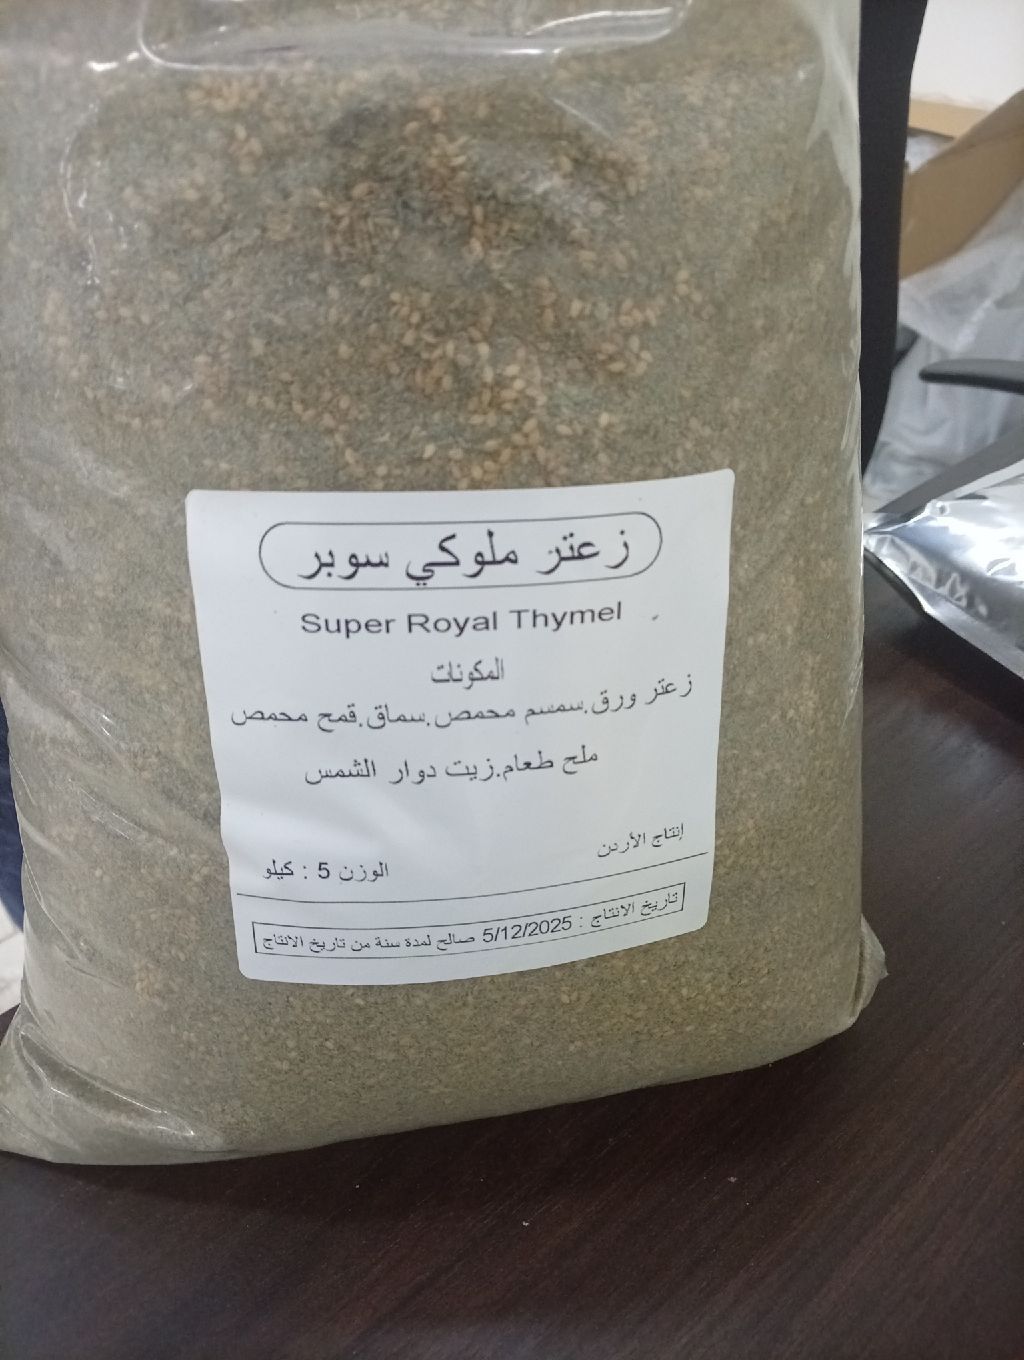 زعتر ملوكي سوبر
Super Royal Thymel
المكونات
زعتر ورق.سمسم محمص.سماق.قمح محمص
ملح طعام.زيت دوار الشمس
إنتاج الأردن
الوزن 5 : كيلو
تاريخ الانتاج : 5/12/2025 صالح لمدة سنة من تاريخ الانتاج